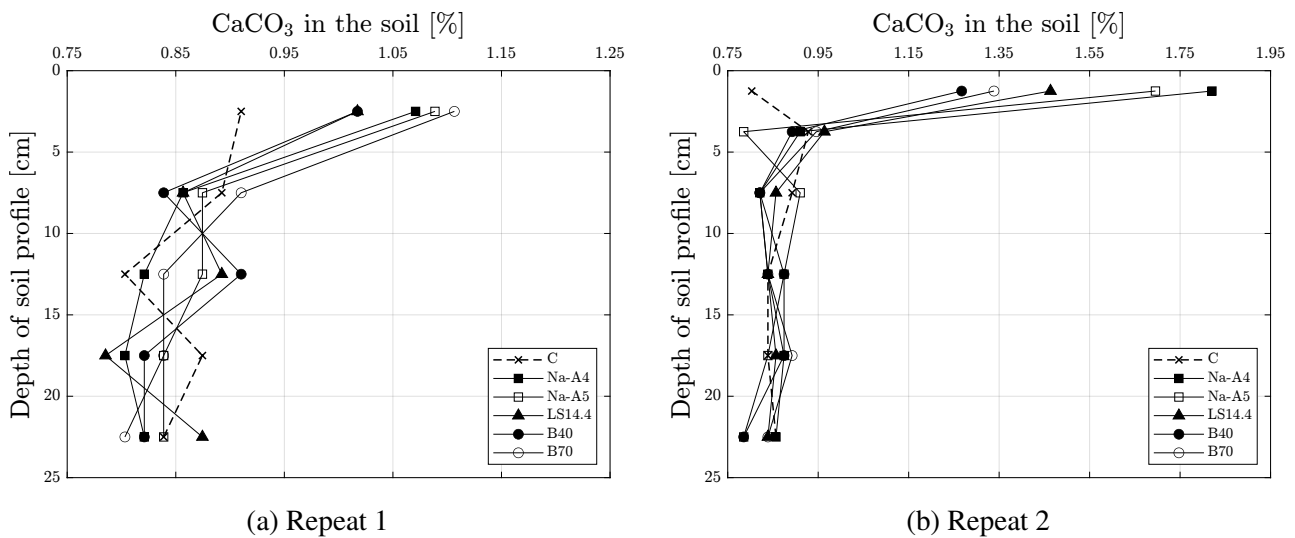 CaCO₃ in the soil [%]
0.75 0.85 0.95 1.05 1.15 1.25
0
5
10
15
20
25
Depth of soil profile [cm]
C
Na-A4
Na-A5
LS14.4
B40
B70
(a) Repeat 1
CaCO₃ in the soil [%]
0.75 0.95 1.15 1.35 1.55 1.75 1.95
0
5
10
15
20
25
Depth of soil profile [cm]
C
Na-A4
Na-A5
LS14.4
B40
B70
(b) Repeat 2